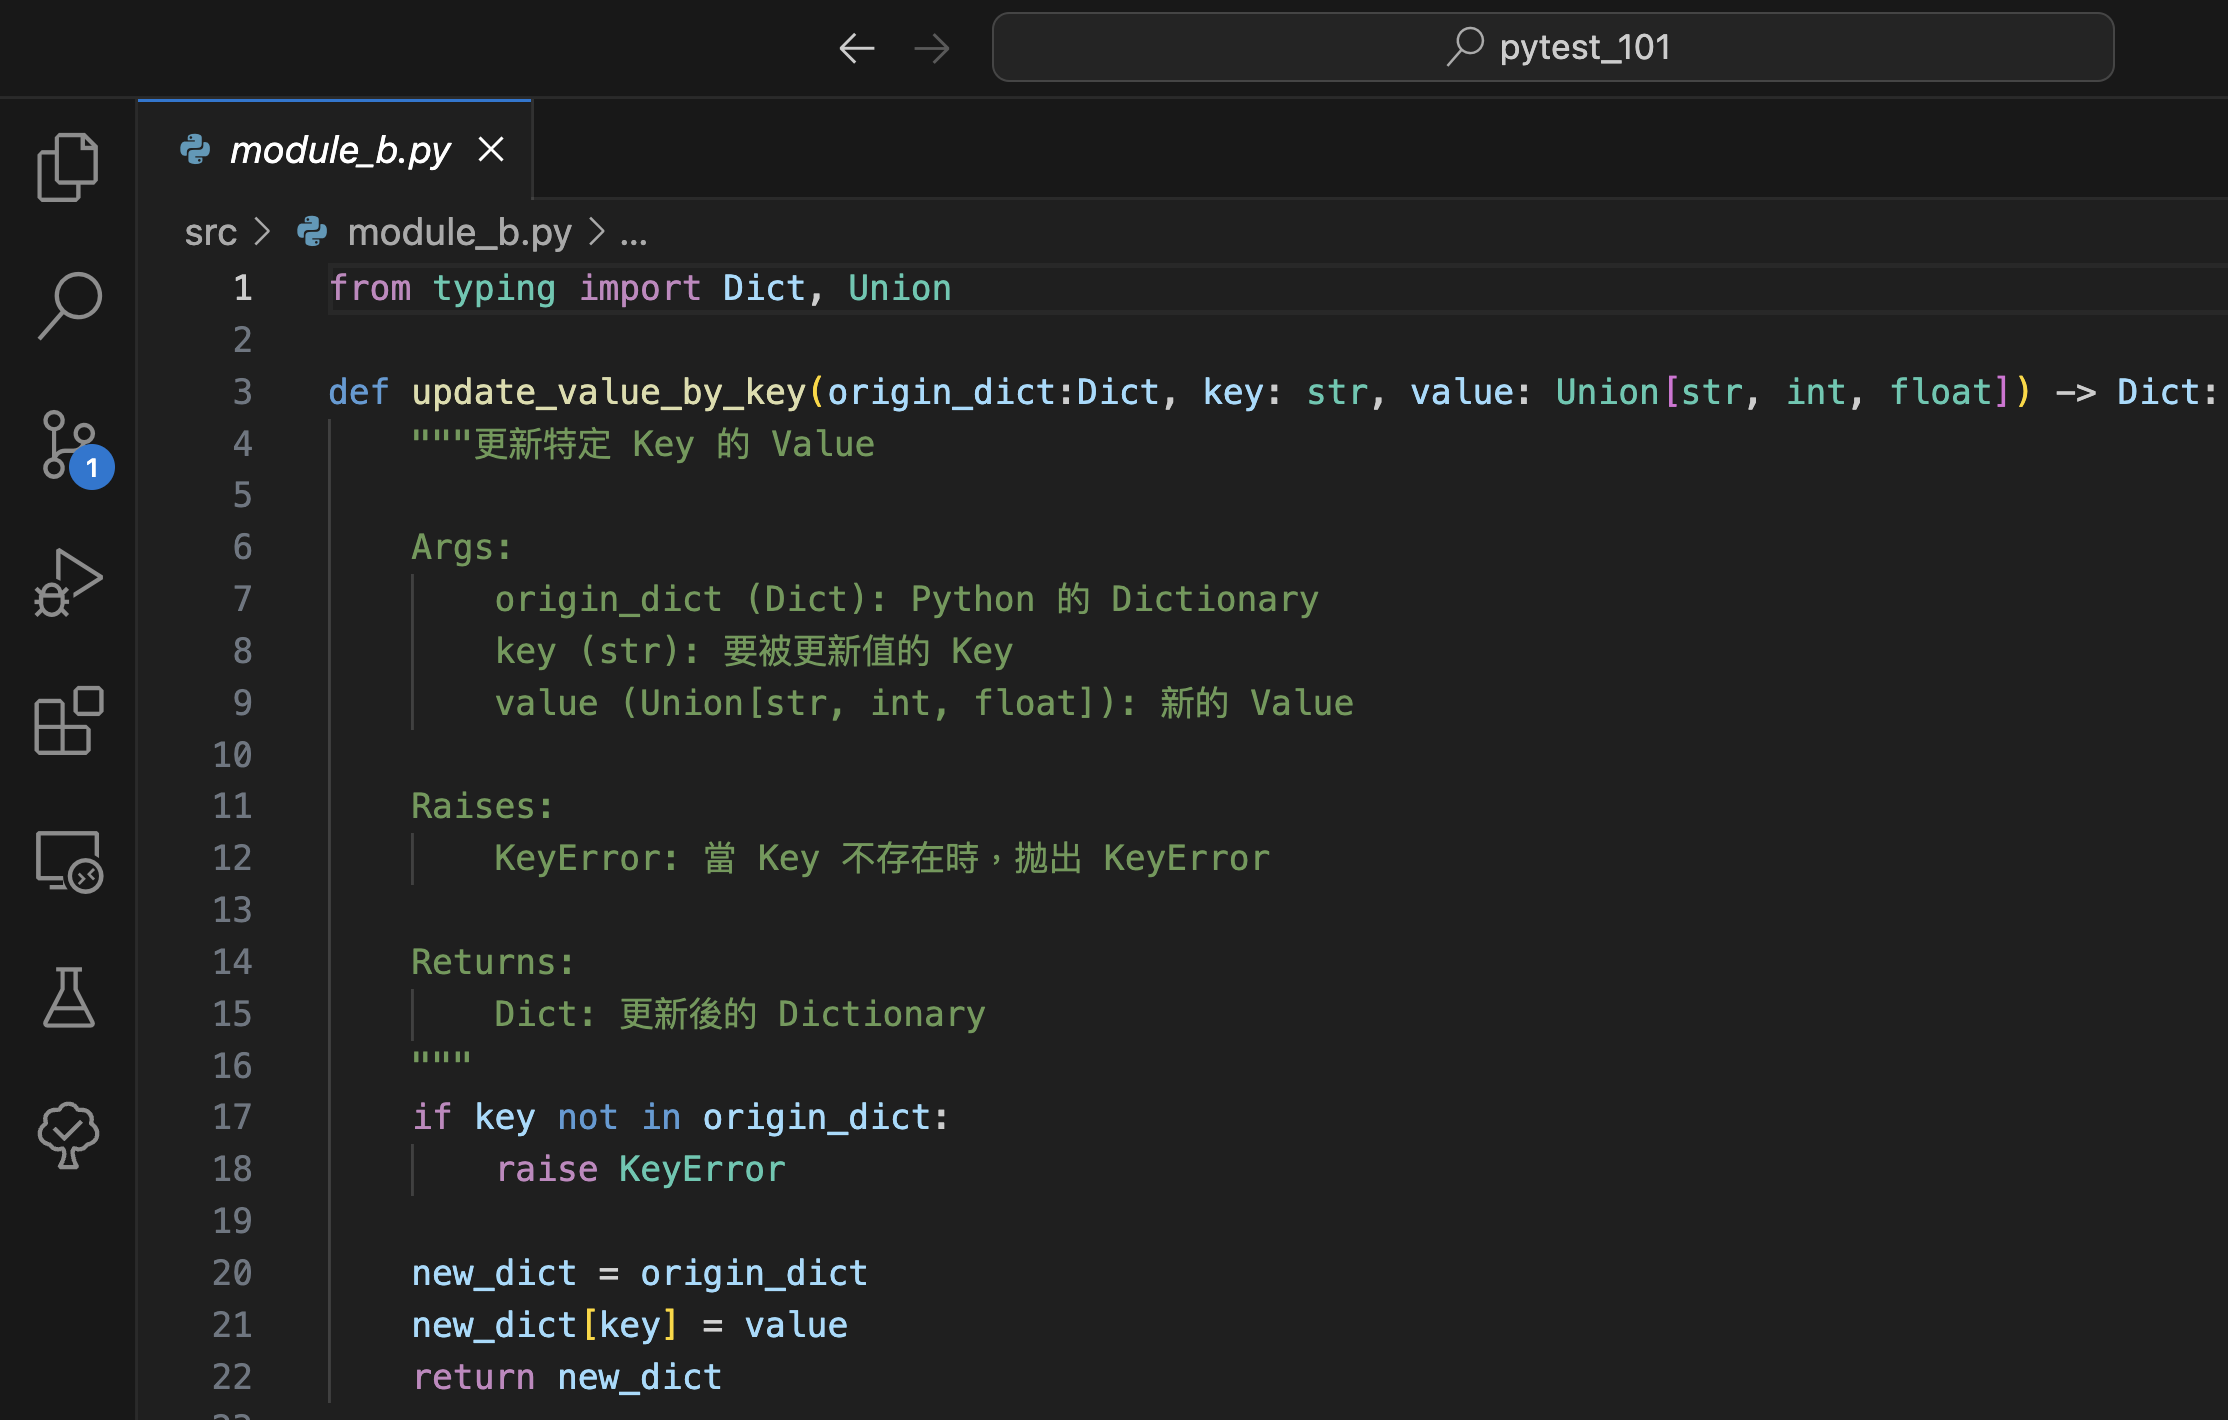 pytest_101
module_b.py
src > module_b.py > ...
1
1 from typing import Dict, Union
2
3 def update_value_by_key(origin_dict:Dict, key: str, value: Union[str, int, float]) -> Dict:
4 """更新特定 Key 的 Value
5
6 Args:
7 origin_dict (Dict): Python 的 Dictionary
8 key (str): 要被更新值的 Key
9 value (Union[str, int, float]): 新的 Value
10
11 Raises:
12 KeyError: 當 Key 不存在時，拋出 KeyError
13
14 Returns:
15 Dict: 更新後的 Dictionary
16 """
17 if key not in origin_dict:
18 raise KeyError
19
20 new_dict = origin_dict
21 new_dict[key] = value
22 return new_dict